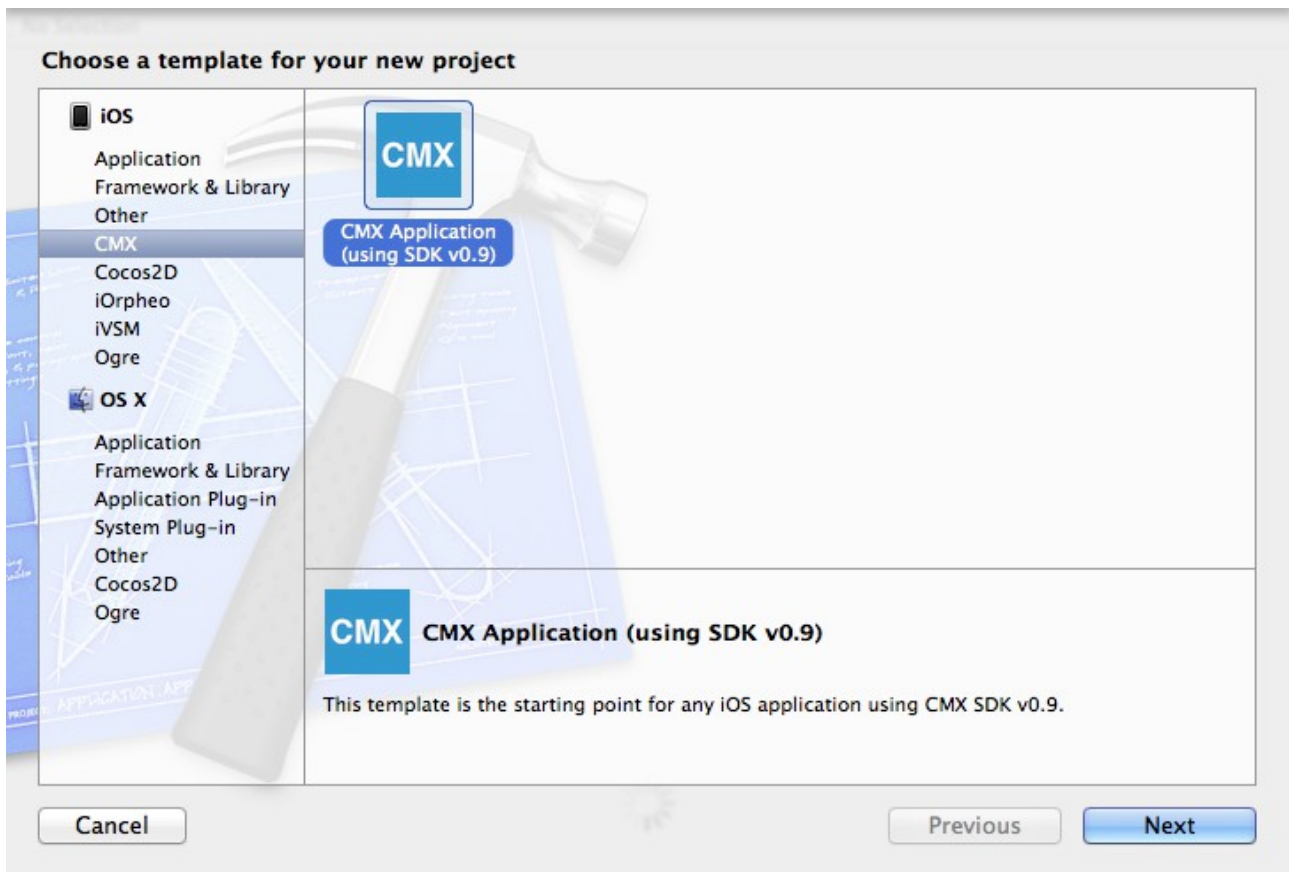 No Selection
Choose a template for your new project
iOS
Application
Framework & Library
Other
CMX
Cocos2D
iOrpheo
iVSM
Ogre
OS X
Application
Framework & Library
Application Plug-in
System Plug-in
Other
Cocos2D
Ogre
CMX
CMX Application
(using SDK v0.9)
CMX
CMX Application (using SDK v0.9)
This template is the starting point for any iOS application using CMX SDK v0.9.
Cancel
Previous
Next